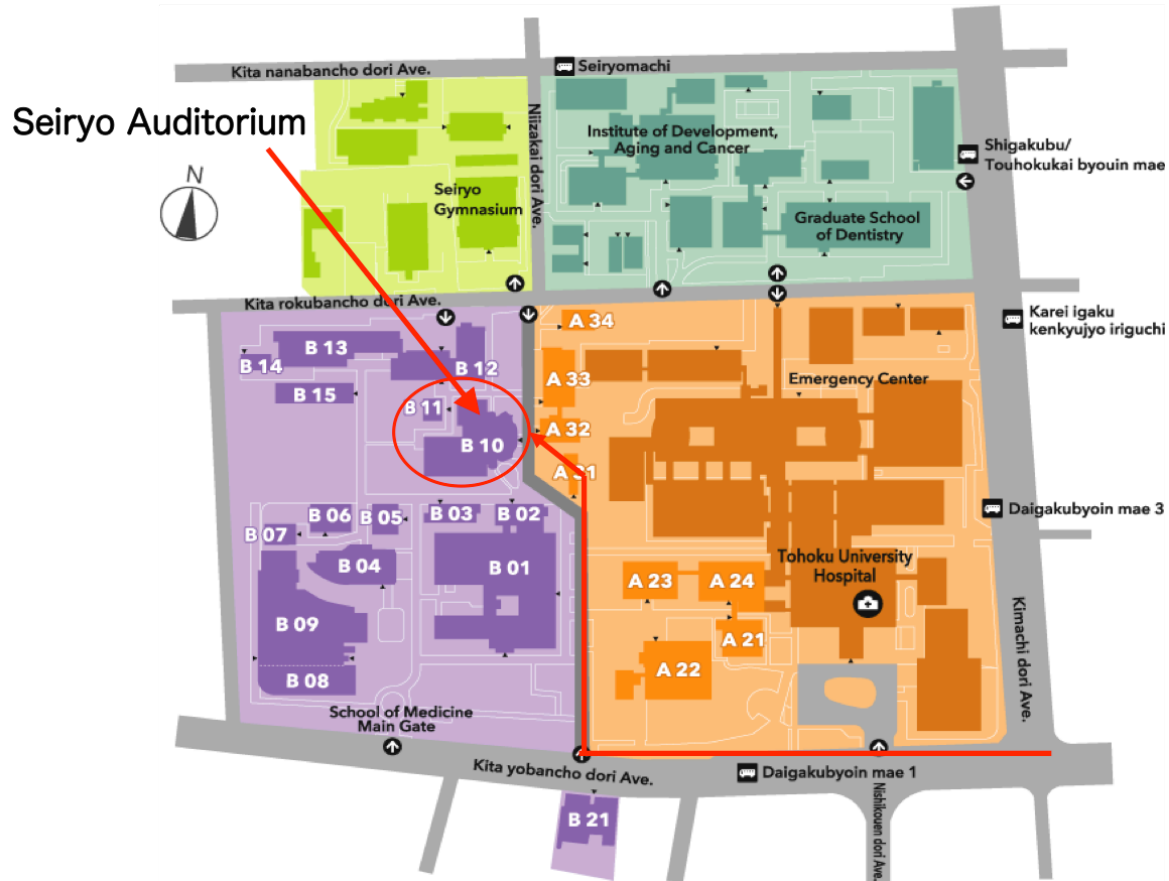 Kita nanabancho dori Ave.
Seiryomachi
Seiryo Auditorium
Niizakai dori Ave.
Institute of Development,
Aging and Cancer
Shigakubu/
Touhokukai byouin mae
N
Seiryo
Gymnasium
Graduate School
of Dentistry
Kita rokubancho dori Ave.
Karei igaku
kenkyujyo iriguchi
A 34
B 13
B 14
B 12
A 33
Emergency Center
B 15
B 11
A 32
B 10
A 31
B 06
B 05
B 03
B 02
Daigakubyoin mae 3
B 07
B 04
B 01
Tohoku University
Hospital
A 23
A 24
B 09
A 21
Kimachi dori Ave.
A 22
B 08
School of Medicine
Main Gate
Kita yobancho dori Ave.
Daigakubyoin mae 1
Nishikouen dori Ave.
B 21